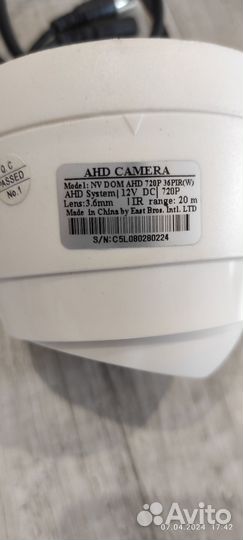 Q C
PASSED
No.1
AHD CAMERA
Model: NV DOM AHD 720P 36PIR(W)
AHD System | 12V DC | 720P
Lens:3.6mm | IR range: 20 m
Made in China by East Bros. Intl. LTD
S/N:C5L080280224
Avito
07.04.2024 17:42